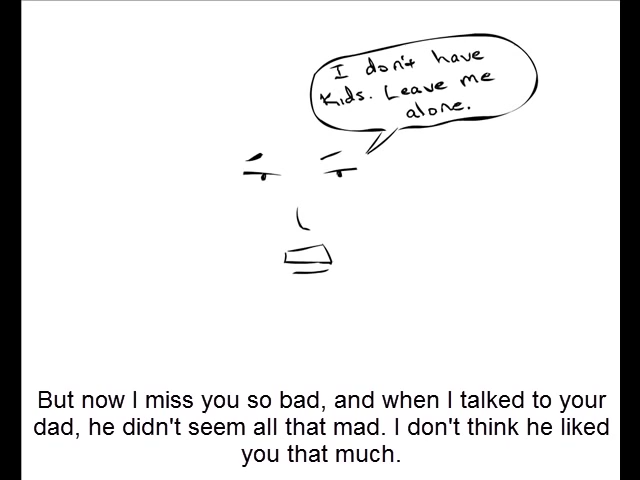 I don't have
Kids. Leave me
alone.
But now I miss you so bad, and when I talked to your
dad, he didn't seem all that mad. I don't think he liked
you that much.